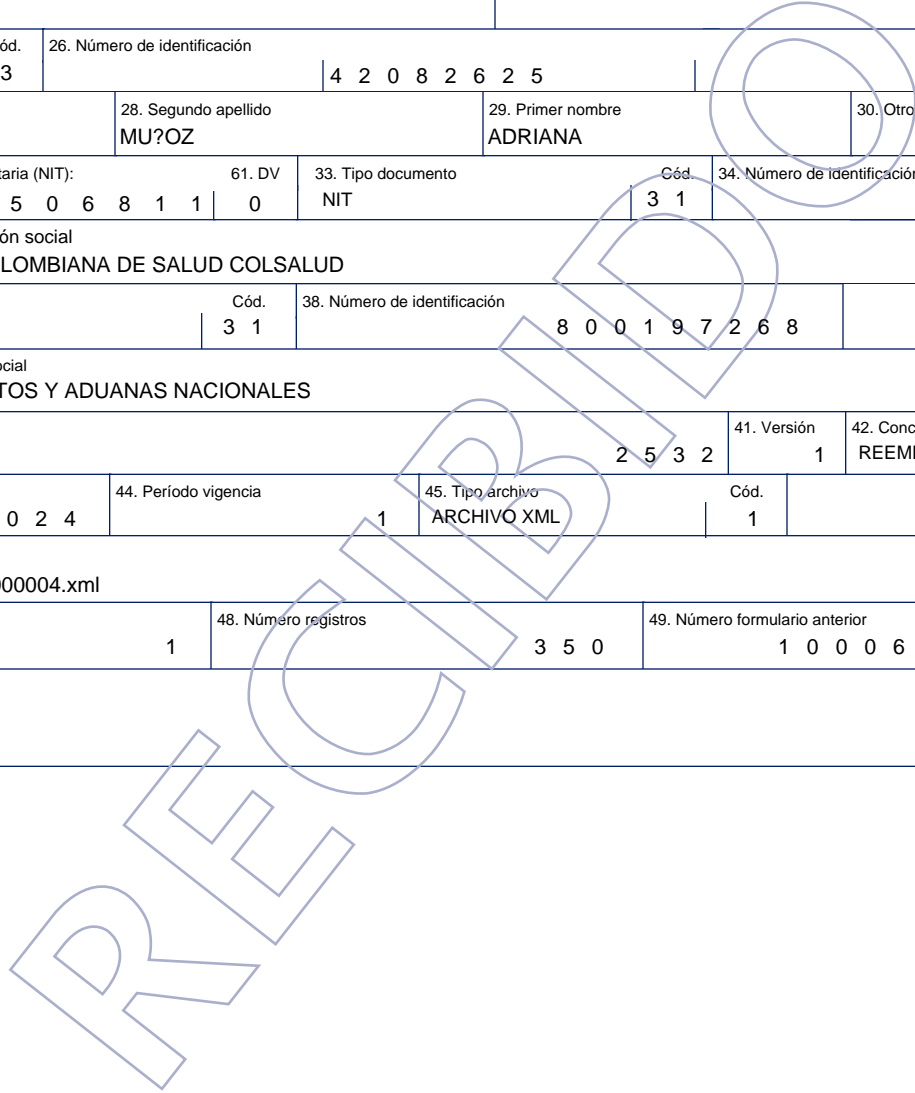 ód. 26. Número de identificación
3 4 2 0 8 2 6 2 5
28. Segundo apellido 29. Primer nombre 30. Otro
MU?OZ ADRIANA
taria (NIT): 61. DV 33. Tipo documento Cód. 34. Número de identificación
5 0 6 8 1 1 0 NIT 3 1
ón social
LOMBIANA DE SALUD COLSALUD
Cód. 38. Número de identificación
3 1 8 0 0 1 9 7 2 6 8
ocial
TOS Y ADUANAS NACIONALES
41. Versión 42. Conc
2 5 3 2 1 REEM
44. Período vigencia 45. Tipo archivo Cód.
0 2 4 1 ARCHIVO XML 1
000004.xml
48. Número registros 49. Número formulario anterior
1 3 5 0 1 0 0 0 6
RECIBIDO